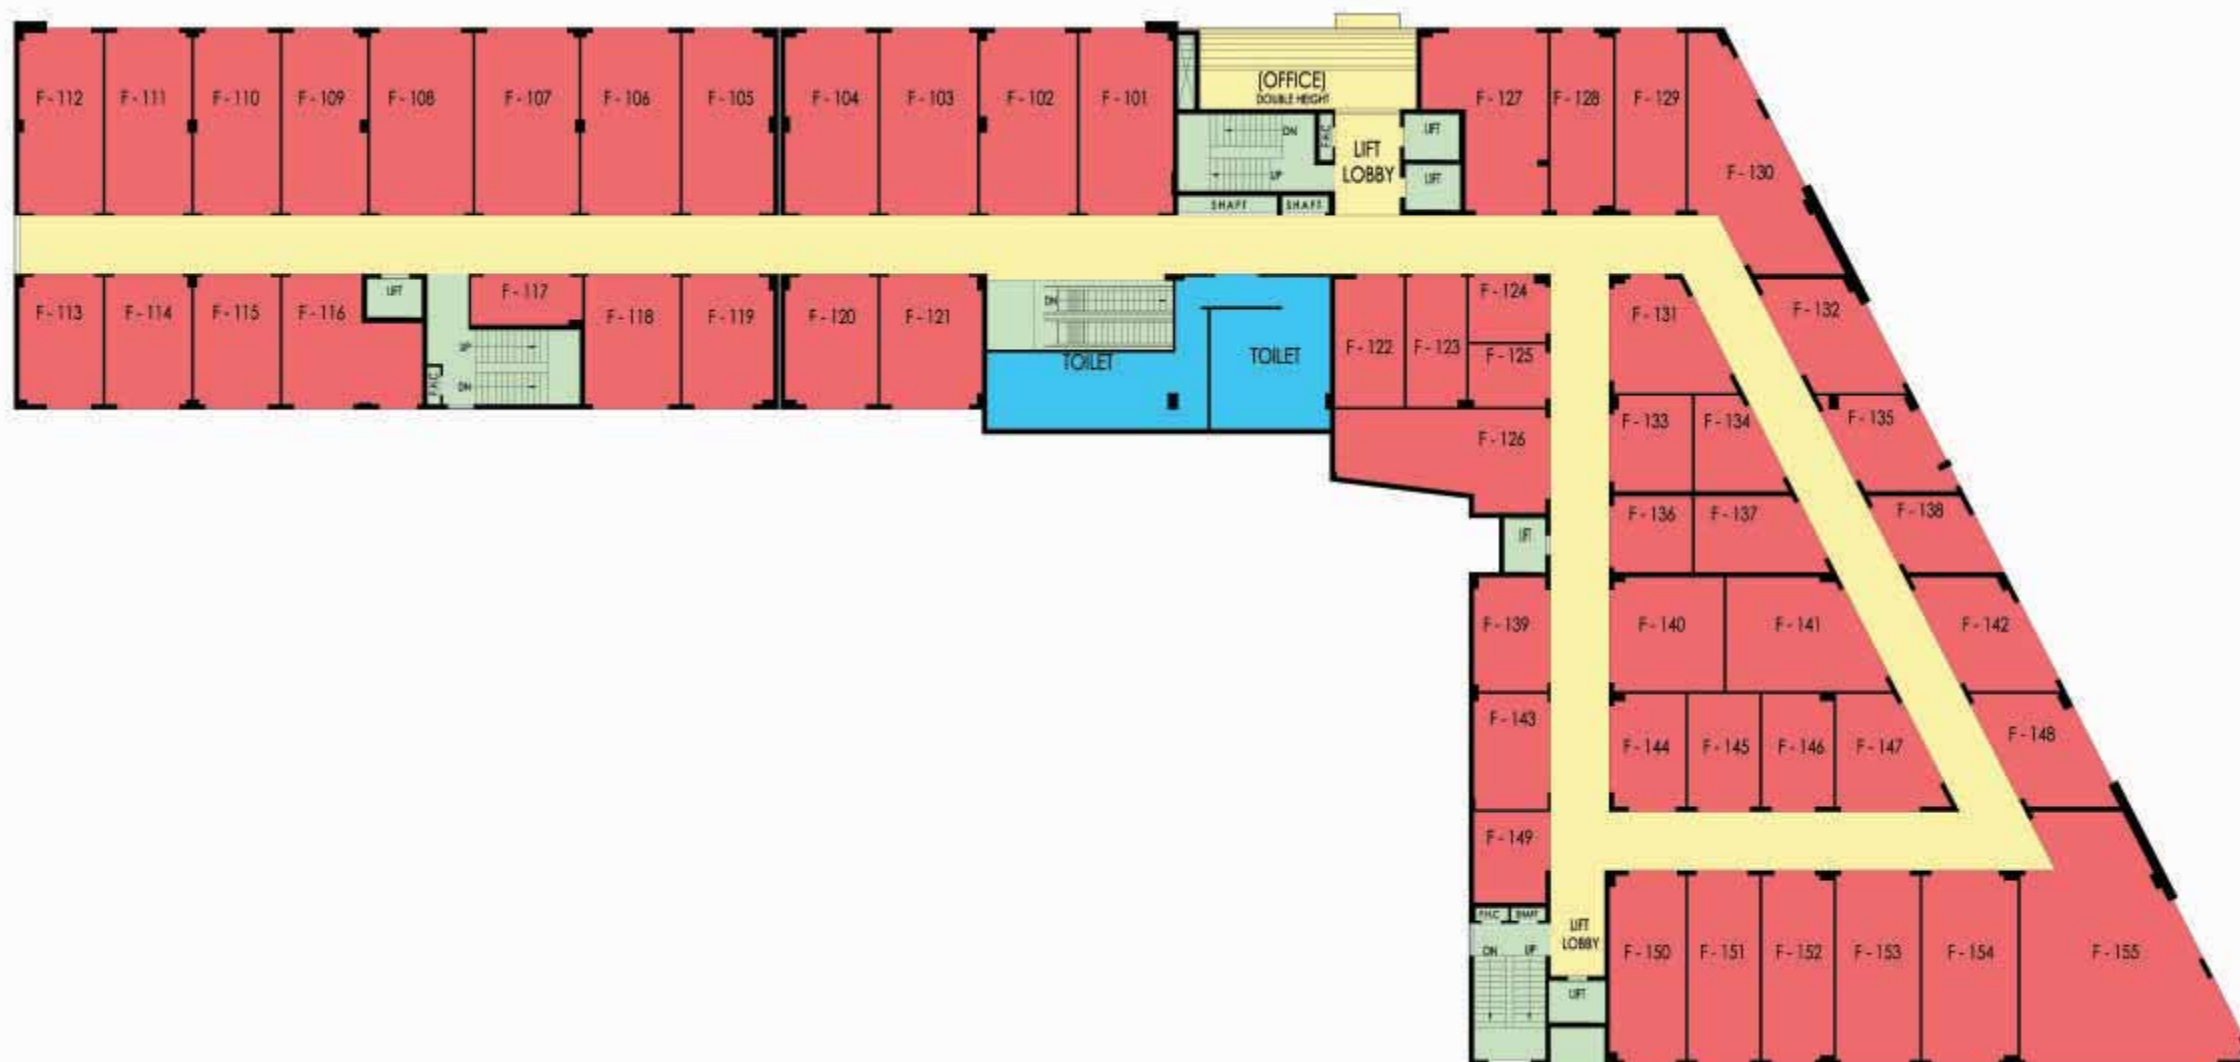 F-112
F-111
F-110
F-109
F-108
F-107
F-106
F-105
F-104
F-103
F-102
F-101
(OFFICE)
DOUBLE HEIGHT
F-127
F-128
F-129
F-130
DN
UP
F.H.C
LIFT
LOBBY
LIFT
LIFT
SHAFT
SHAFT
F-113
F-114
F-115
F-116
LIFT
F-117
UP
DN
F.H.C
F-118
F-119
F-120
F-121
DN
TOILET
TOILET
F-122
F-123
F-124
F-125
F-126
F-131
F-132
F-133
F-134
F-135
F-136
F-137
F-138
LIFT
F-139
F-140
F-141
F-142
F-143
F-144
F-145
F-146
F-147
F-148
F-149
F.H.C
SHAFT
DN
UP
LIFT
LOBBY
LIFT
F-150
F-151
F-152
F-153
F-154
F-155